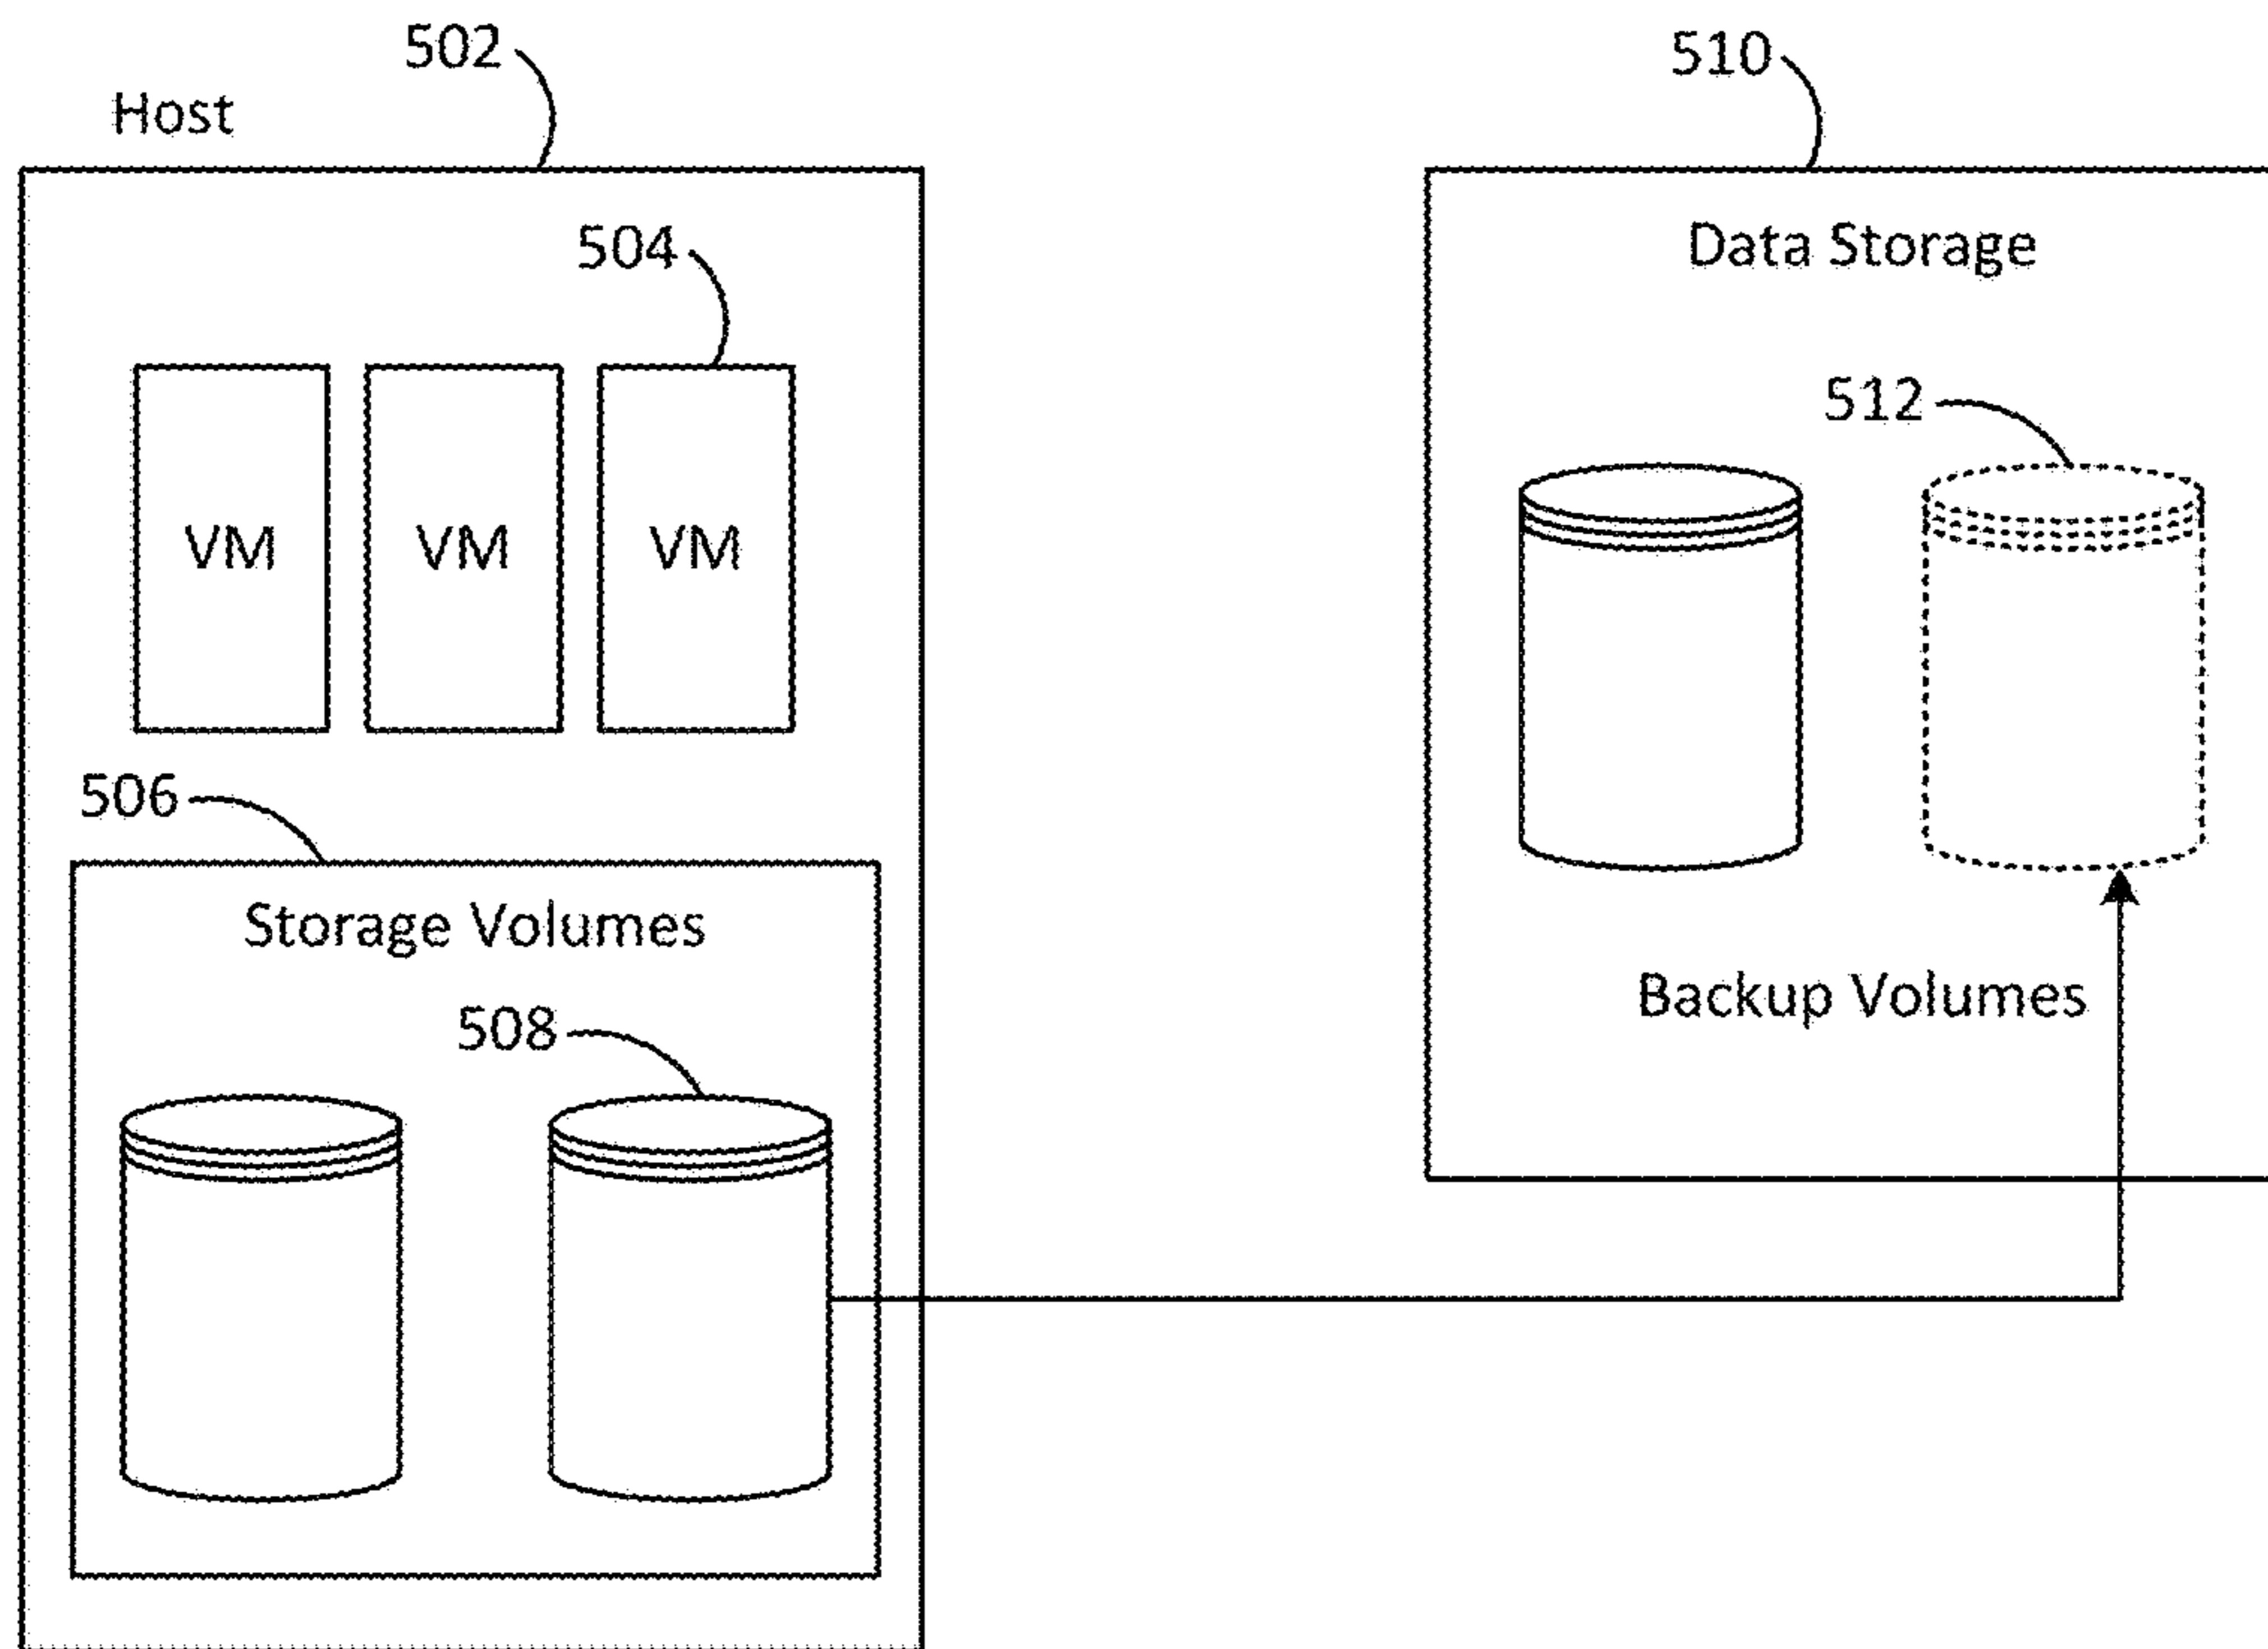 502
Host
504
VM VM VM
506
Storage Volumes
508
510
Data Storage
512
Backup Volumes